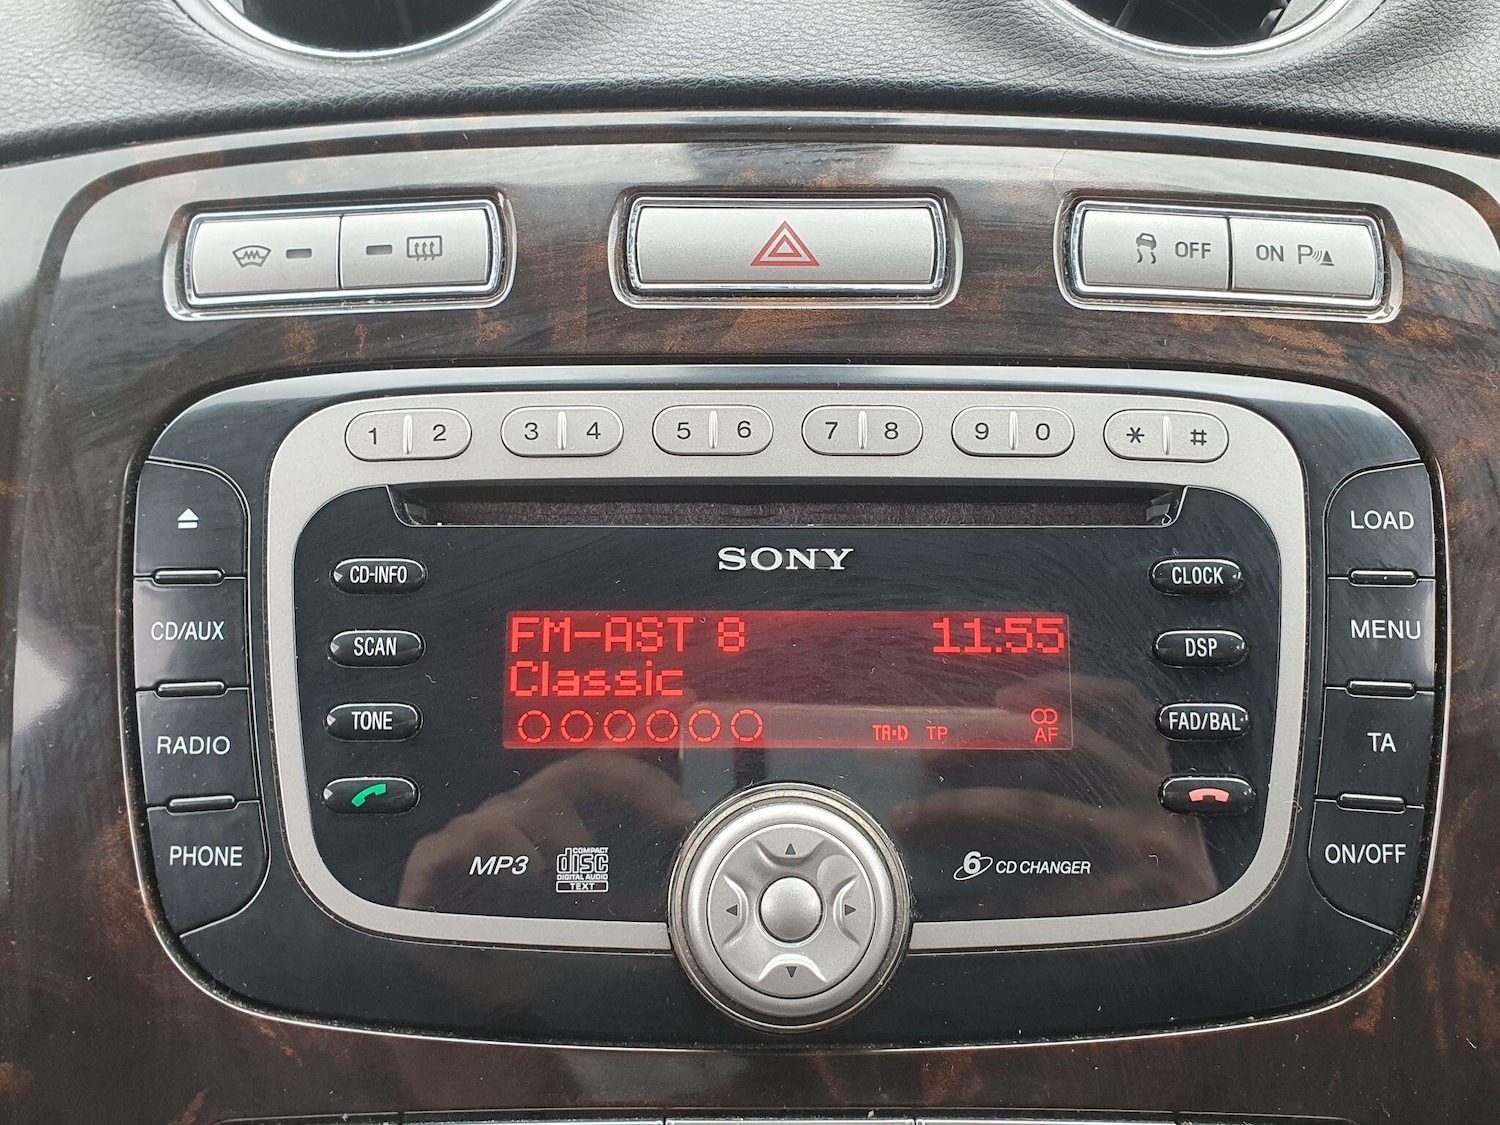 OFF ON P
1 2 3 4 5 6 7 8 9 0 * #
LOAD
SONY
CD-INFO CLOCK
FM-AST 8 11:55
CD/AUX MENU
SCAN DSP
Classic
TONE TA·D TP AF FAD/BAL
RADIO TA
PHONE ON/OFF
MP3 COMPACT disc DIGITAL AUDIO TEXT 6 CD CHANGER